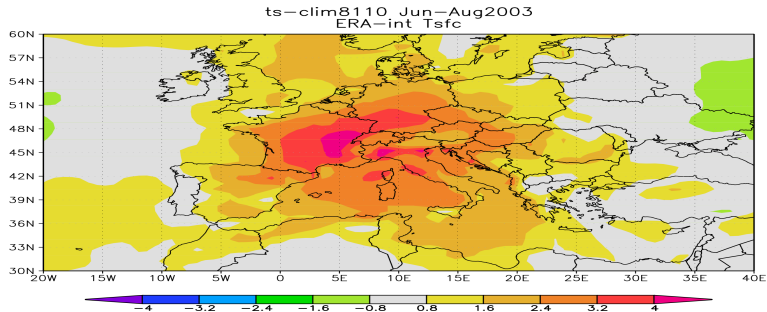 ts-clim8110 Jun-Aug2003
ERA-int Tsfc
60N
57N
54N
51N
48N
45N
42N
39N
36N
33N
30N
20W 15W 10W 5W 0 5E 10E 15E 20E 25E 30E 35E 40E
-4 -3.2 -2.4 -1.6 -0.8 0.8 1.6 2.4 3.2 4